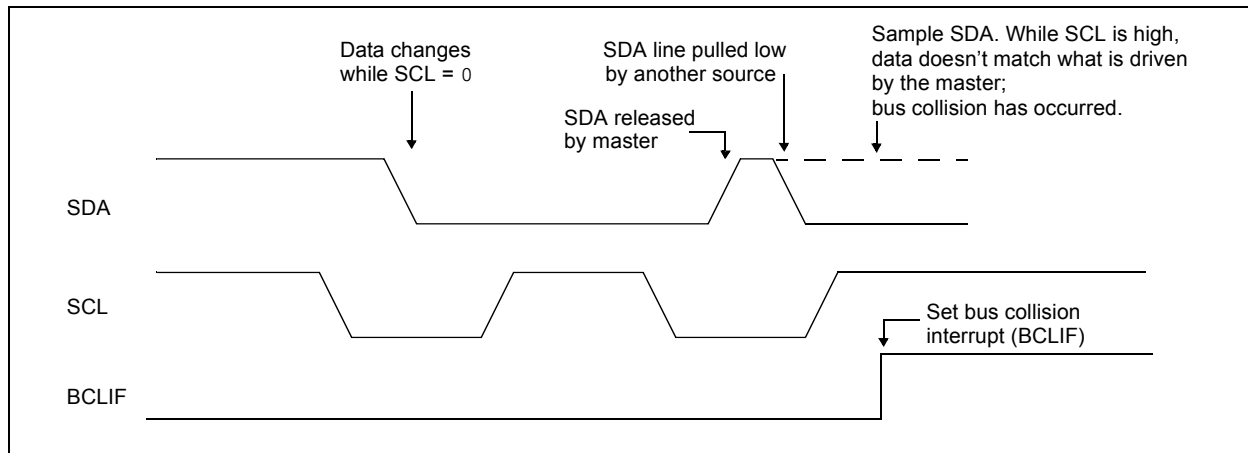 Data changes
while SCL = 0
SDA line pulled low
by another source
Sample SDA. While SCL is high,
data doesn't match what is driven
by the master;
bus collision has occurred.
SDA released
by master
SDA
SCL
Set bus collision
interrupt (BCLIF)
BCLIF